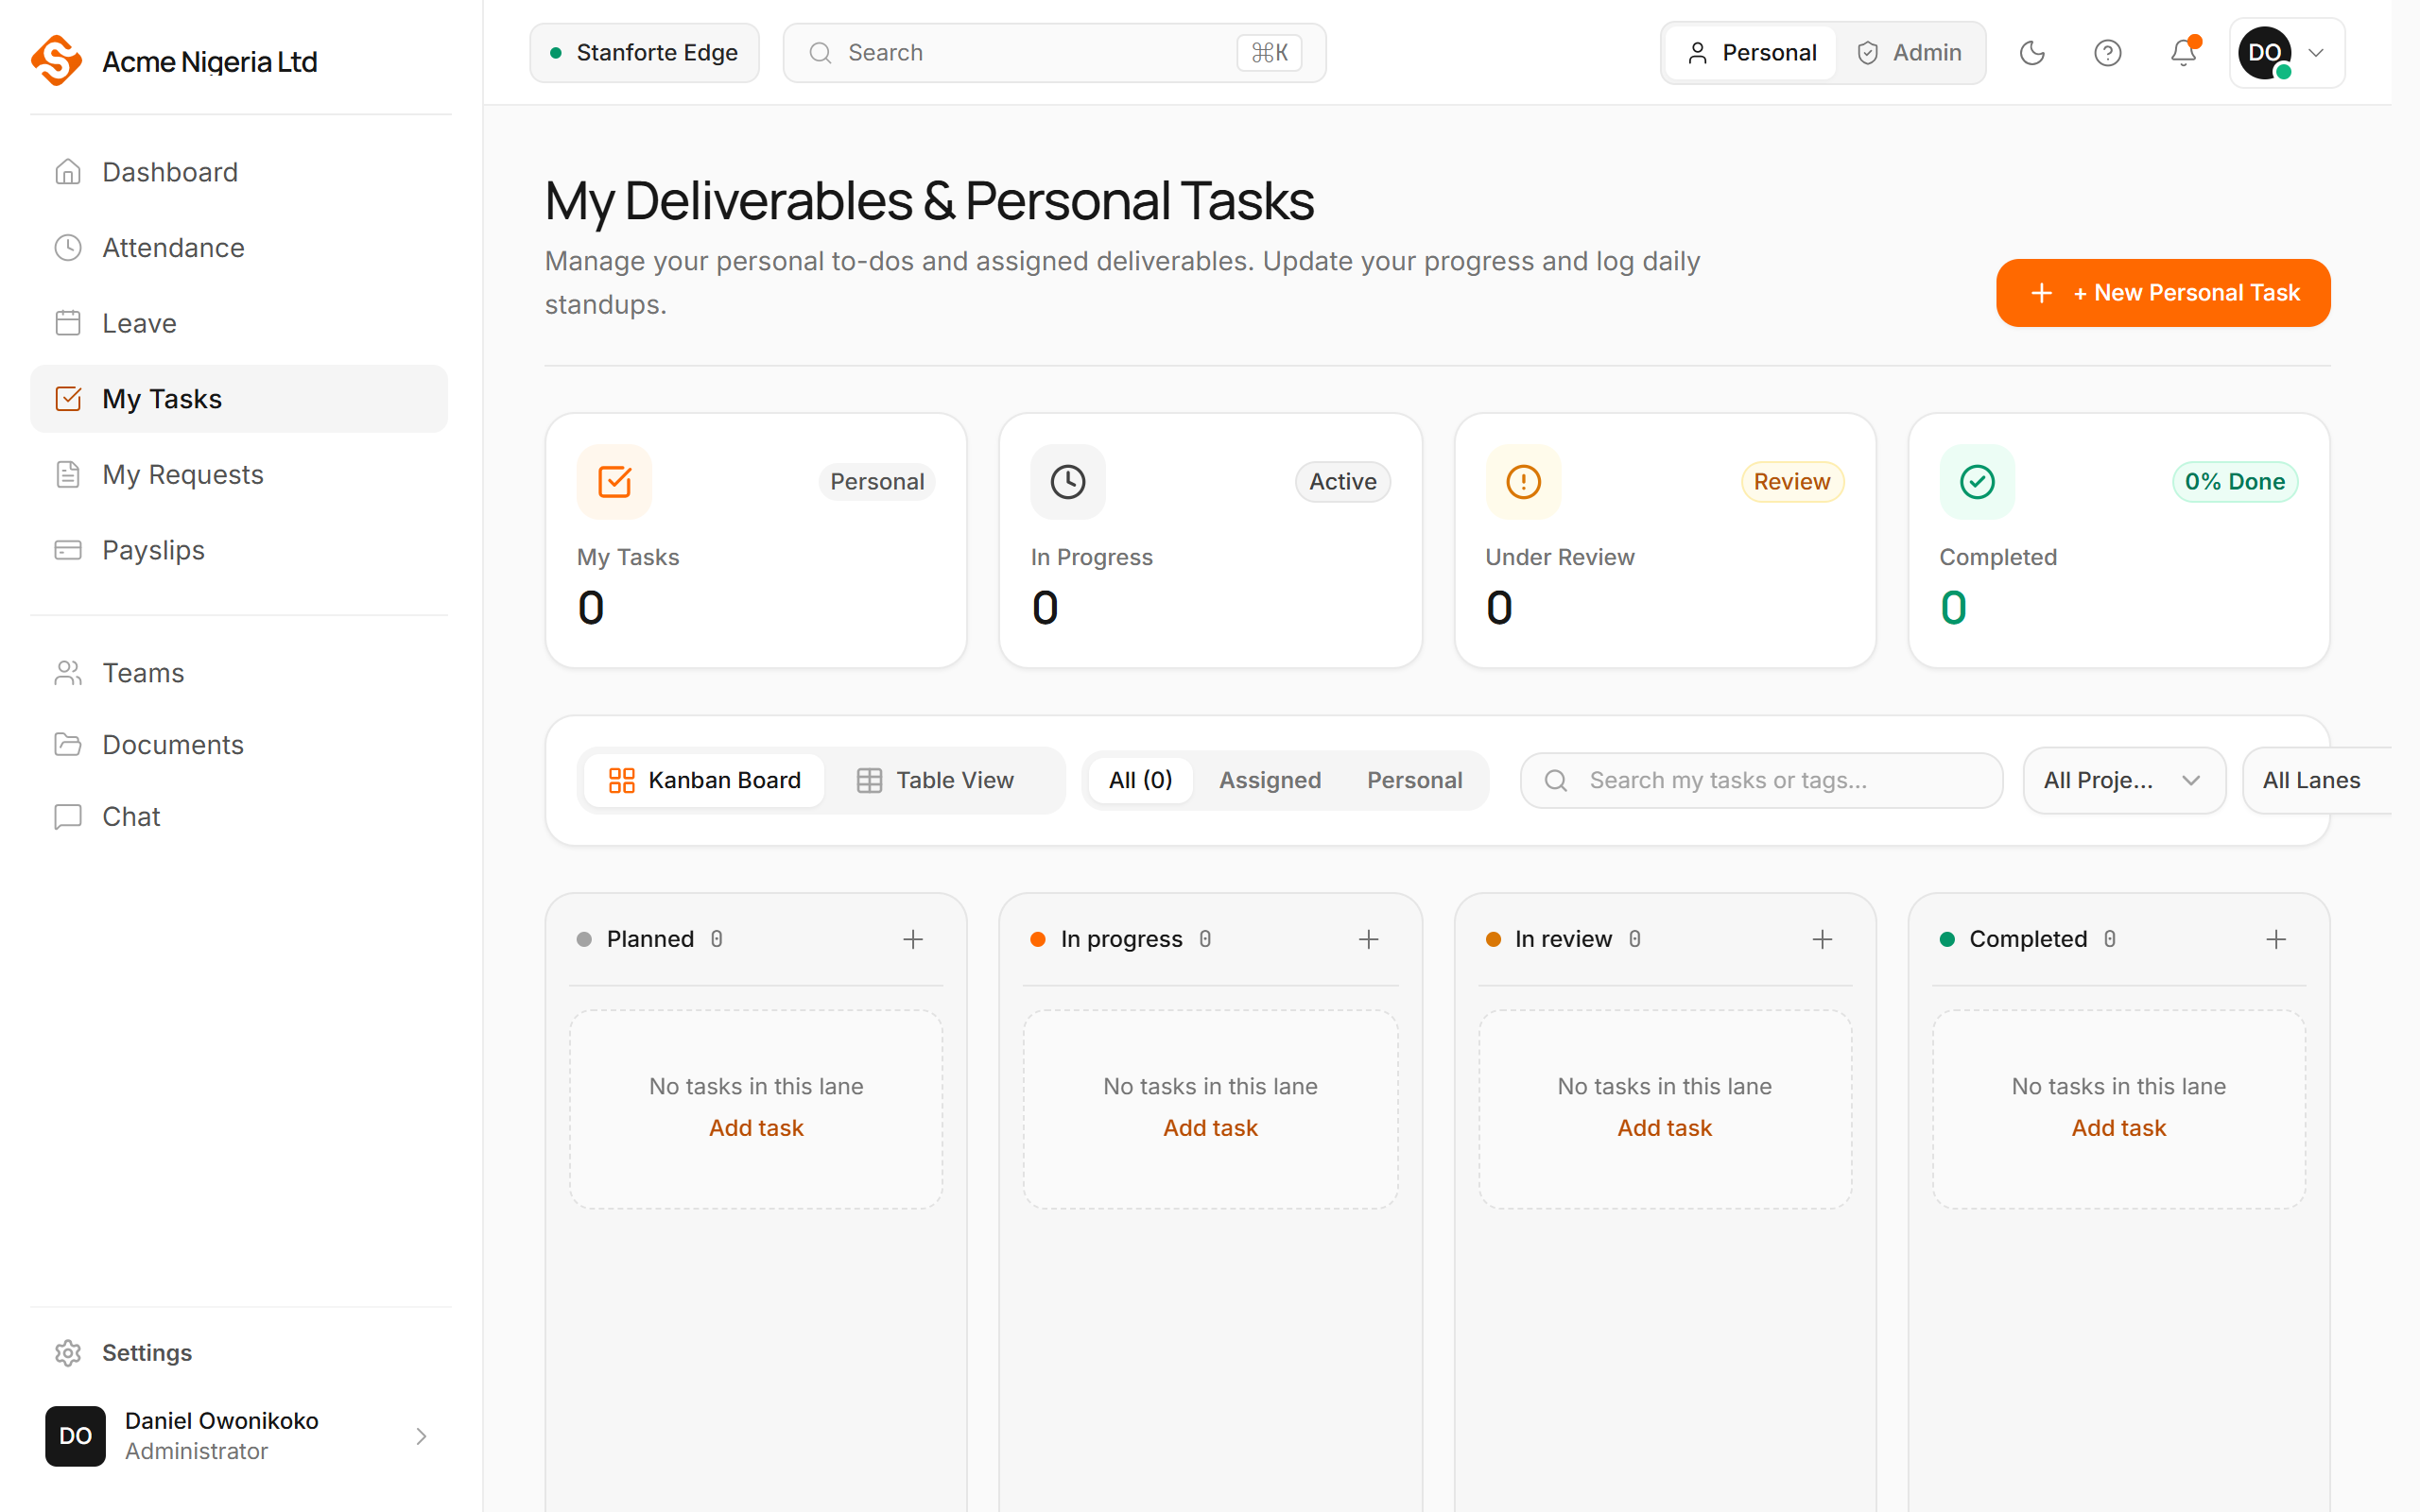 Acme Nigeria Ltd
Dashboard
Attendance
Leave
My Tasks
My Requests
Payslips
Teams
Documents
Chat
Settings
DO
Daniel Owonikoko
Administrator
Stanforte Edge
Search
⌘K
Personal
Admin
DO
My Deliverables & Personal Tasks
Manage your personal to-dos and assigned deliverables. Update your progress and log daily
standups.
+ New Personal Task
Personal
My Tasks
0
Active
In Progress
0
Review
Under Review
0
0% Done
Completed
0
Kanban Board
Table View
All (0)
Assigned
Personal
Search my tasks or tags...
All Proje...
All Lanes
Planned 0
No tasks in this lane
Add task
In progress 0
No tasks in this lane
Add task
In review 0
No tasks in this lane
Add task
Completed 0
No tasks in this lane
Add task